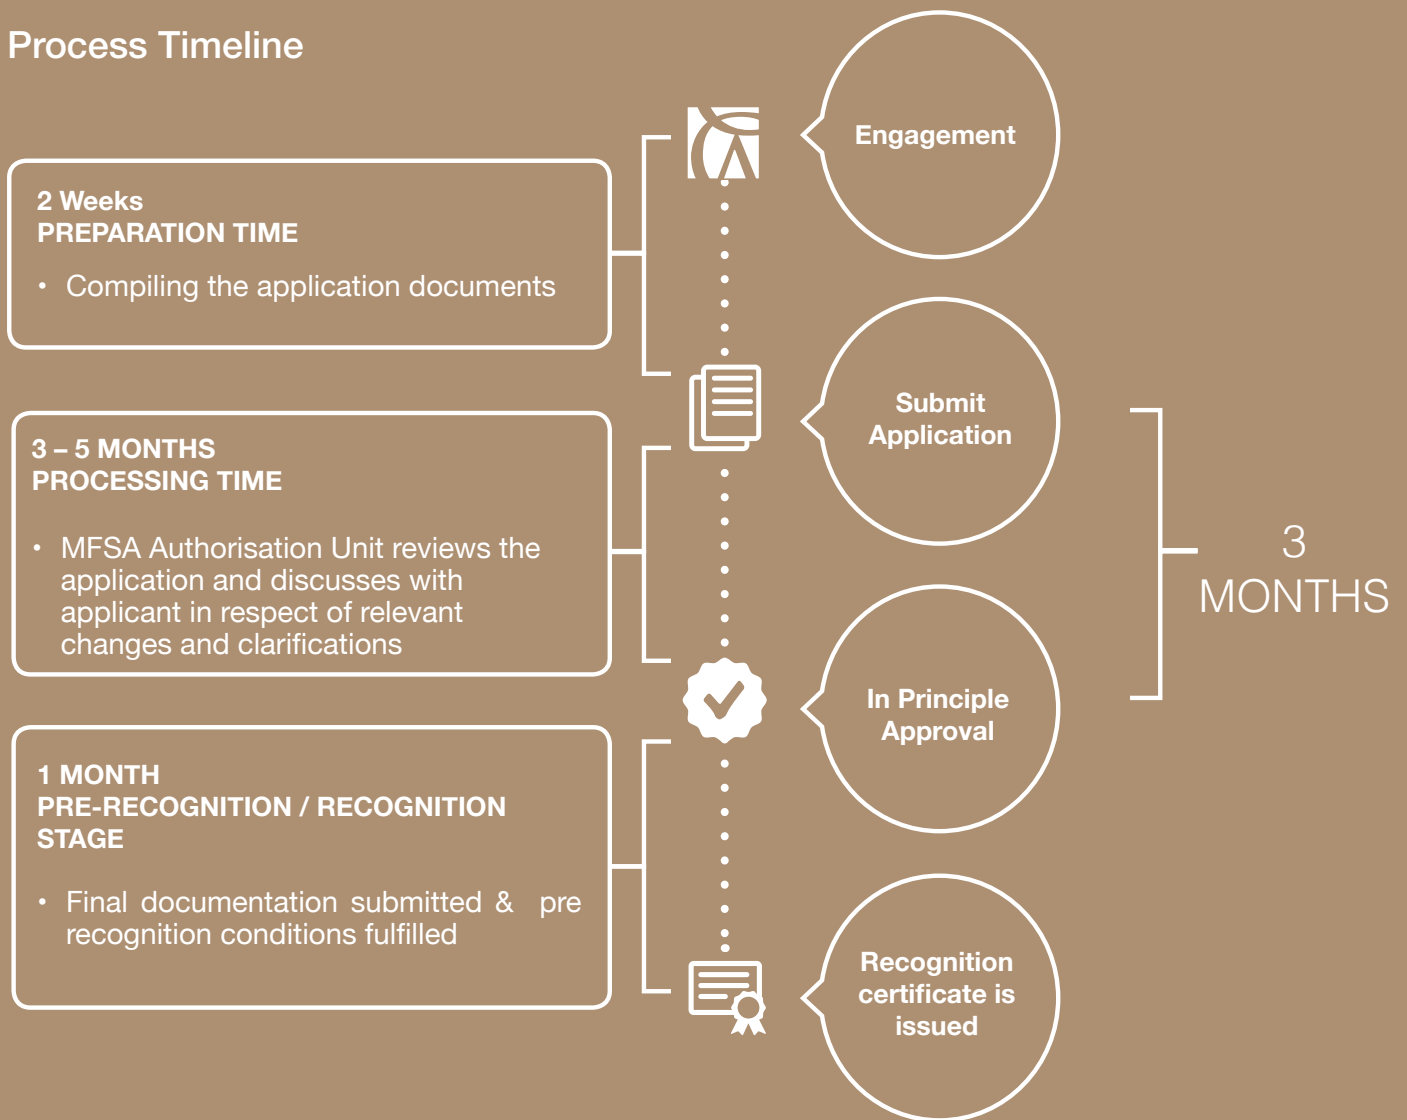 Process Timeline
Engagement
2 Weeks
PREPARATION TIME
• Compiling the application documents
Submit
Application
3 – 5 MONTHS
PROCESSING TIME
• MFSA Authorisation Unit reviews the
application and discusses with
applicant in respect of relevant
changes and clarifications
3
MONTHS
In Principle
Approval
1 MONTH
PRE-RECOGNITION / RECOGNITION
STAGE
• Final documentation submitted & pre
recognition conditions fulfilled
Recognition
certificate is
issued